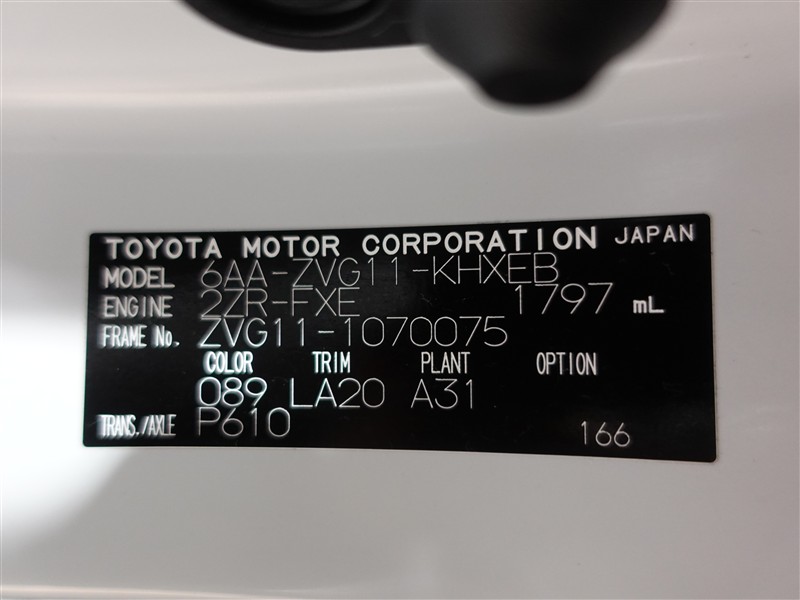 TOYOTA MOTOR CORPORATION JAPAN
MODEL 6AA-ZVG11-KHXEB
ENGINE 2ZR-FXE 1797 mL
FRAME No. ZVG11-1070075
COLOR TRIM PLANT OPTION
089 LA20 A31
TRANS./AXLE P610 166